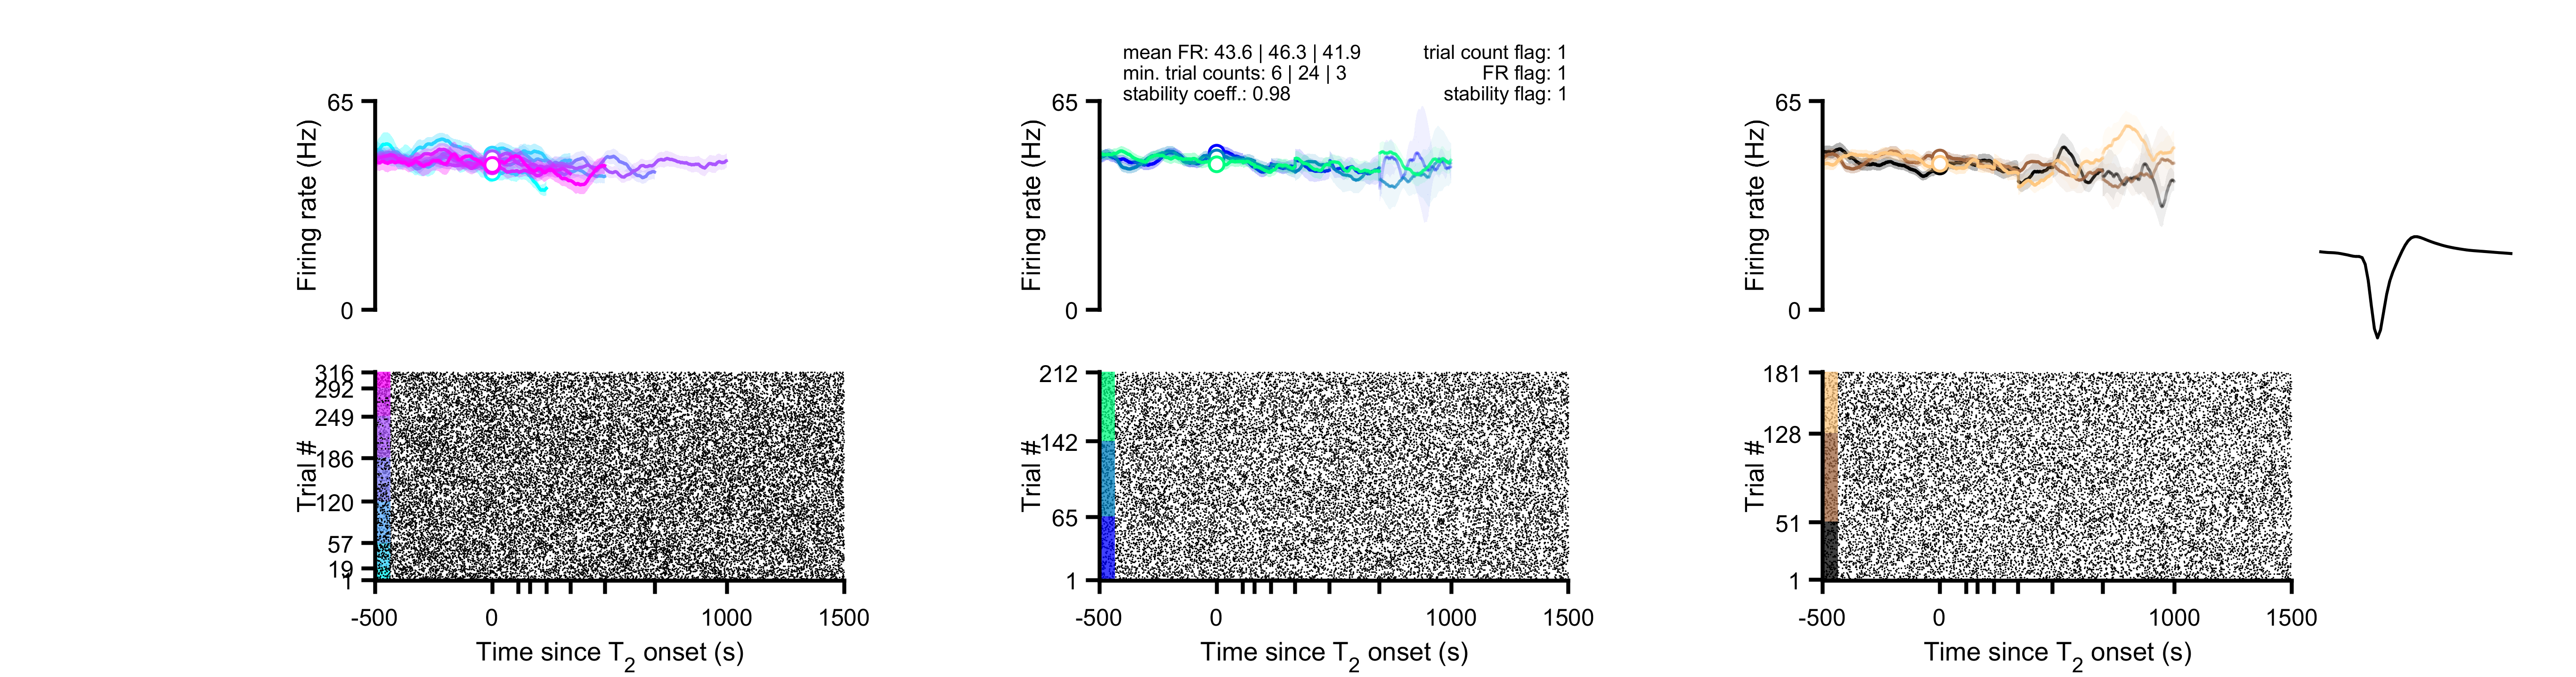 mean FR: 43.6 | 46.3 | 41.9
min. trial counts: 6 | 24 | 3
stability coeff.: 0.98
trial count flag: 1
FR flag: 1
stability flag: 1
65
Firing rate (Hz)
0
65
Firing rate (Hz)
0
65
Firing rate (Hz)
0
316
292
249
186
120
57
19
1
Trial #
-500
0
1000
1500
Time since T2 onset (s)
212
142
65
1
Trial #
-500
0
1000
1500
Time since T2 onset (s)
181
128
51
1
Trial #
-500
0
1000
1500
Time since T2 onset (s)